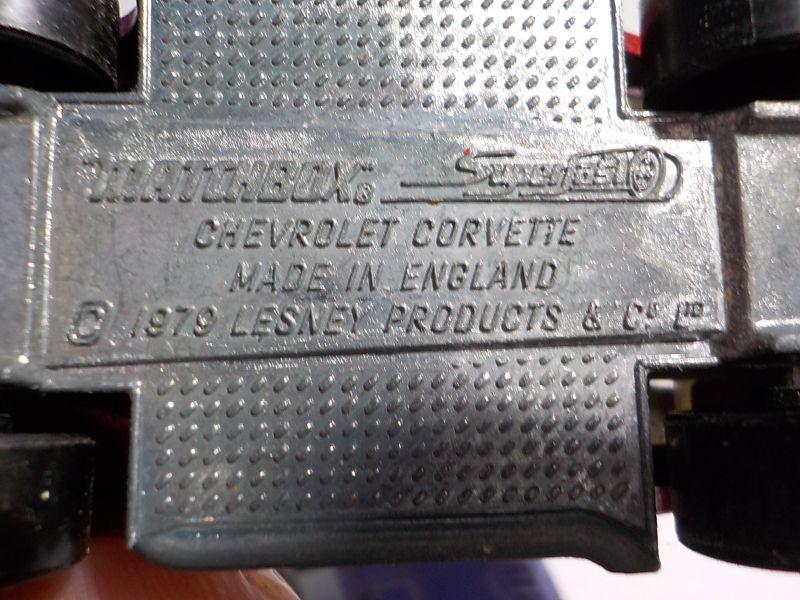 "MATCHBOX"® Superfast
CHEVROLET CORVETTE
MADE IN ENGLAND
© 1979 LESNEY PRODUCTS & Cº Lᵀᴰ